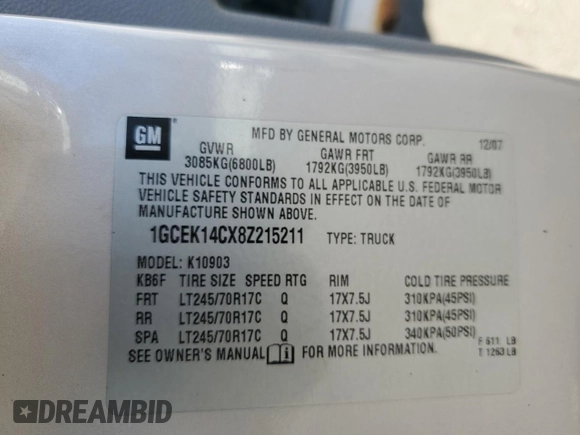 GM ®
MFD BY GENERAL MOTORS CORP. 12/07
GVWR GAWR FRT GAWR RR
3085KG(6800LB) 1792KG(3950LB) 1792KG(3950LB)
THIS VEHICLE CONFORMS TO ALL APPLICABLE U.S. FEDERAL MOTOR
VEHICLE SAFETY STANDARDS IN EFFECT ON THE DATE OF
MANUFACTURE SHOWN ABOVE.
1GCEK14CX8Z215211 TYPE: TRUCK
MODEL: K10903
KB6F TIRE SIZE SPEED RTG RIM COLD TIRE PRESSURE
FRT LT245/70R17C Q 17X7.5J 310KPA(45PSI)
RR LT245/70R17C Q 17X7.5J 310KPA(45PSI)
SPA LT245/70R17C Q 17X7.5J 340KPA(50PSI)
SEE OWNER'S MANUAL FOR MORE INFORMATION.
F 611 LB
T 1263 LB
DREAMBID